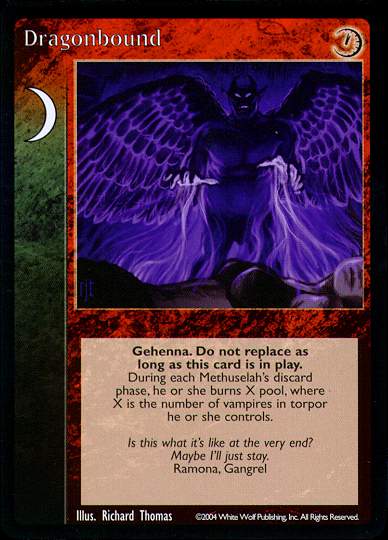 Dragonbound
rjt
Gehenna. Do not replace as
long as this card is in play.
During each Methuselah's discard
phase, he or she burns X pool, where
X is the number of vampires in torpor
he or she controls.
Is this what it's like at the very end?
Maybe I'll just stay.
Ramona, Gangrel
Illus. Richard Thomas
©2004 White Wolf Publishing, Inc. All Rights Reserved.